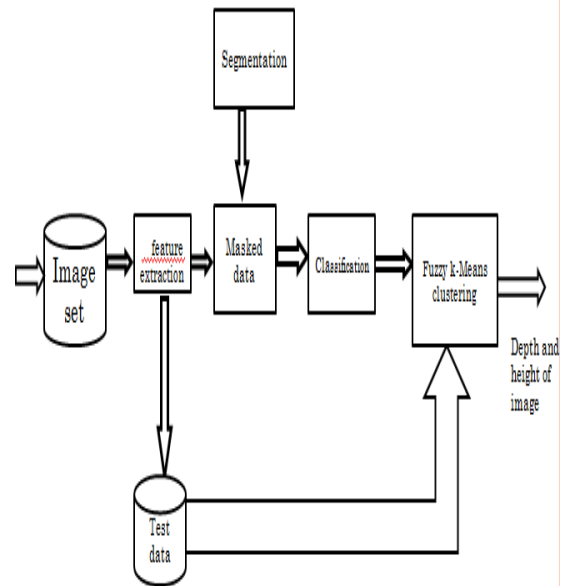 Segmentation
Image
set
feature
extraction
Masked
data
Classification
Fuzzy k-Means
clustering
Depth and
height of
image
Test
data